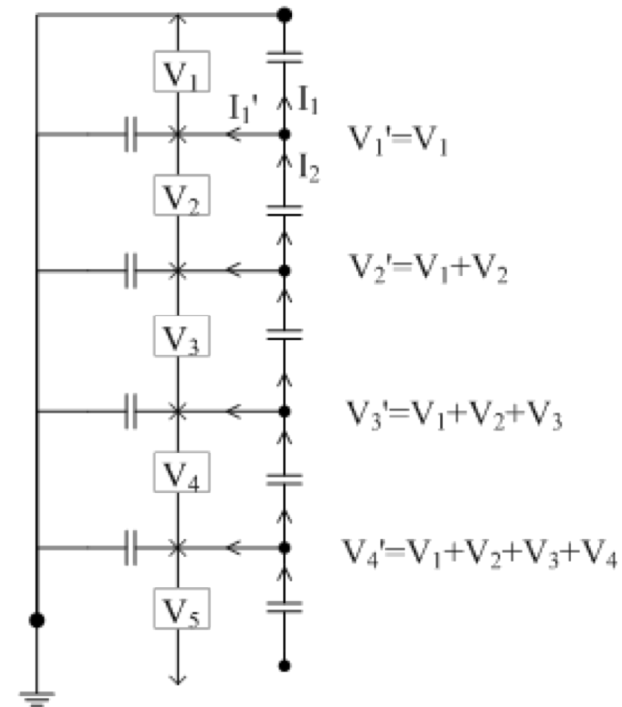 V₁
I₁' I₁
V₁'=V₁
I₂
V₂
V₂'=V₁+V₂
V₃
V₃'=V₁+V₂+V₃
V₄
V₄'=V₁+V₂+V₃+V₄
V₅